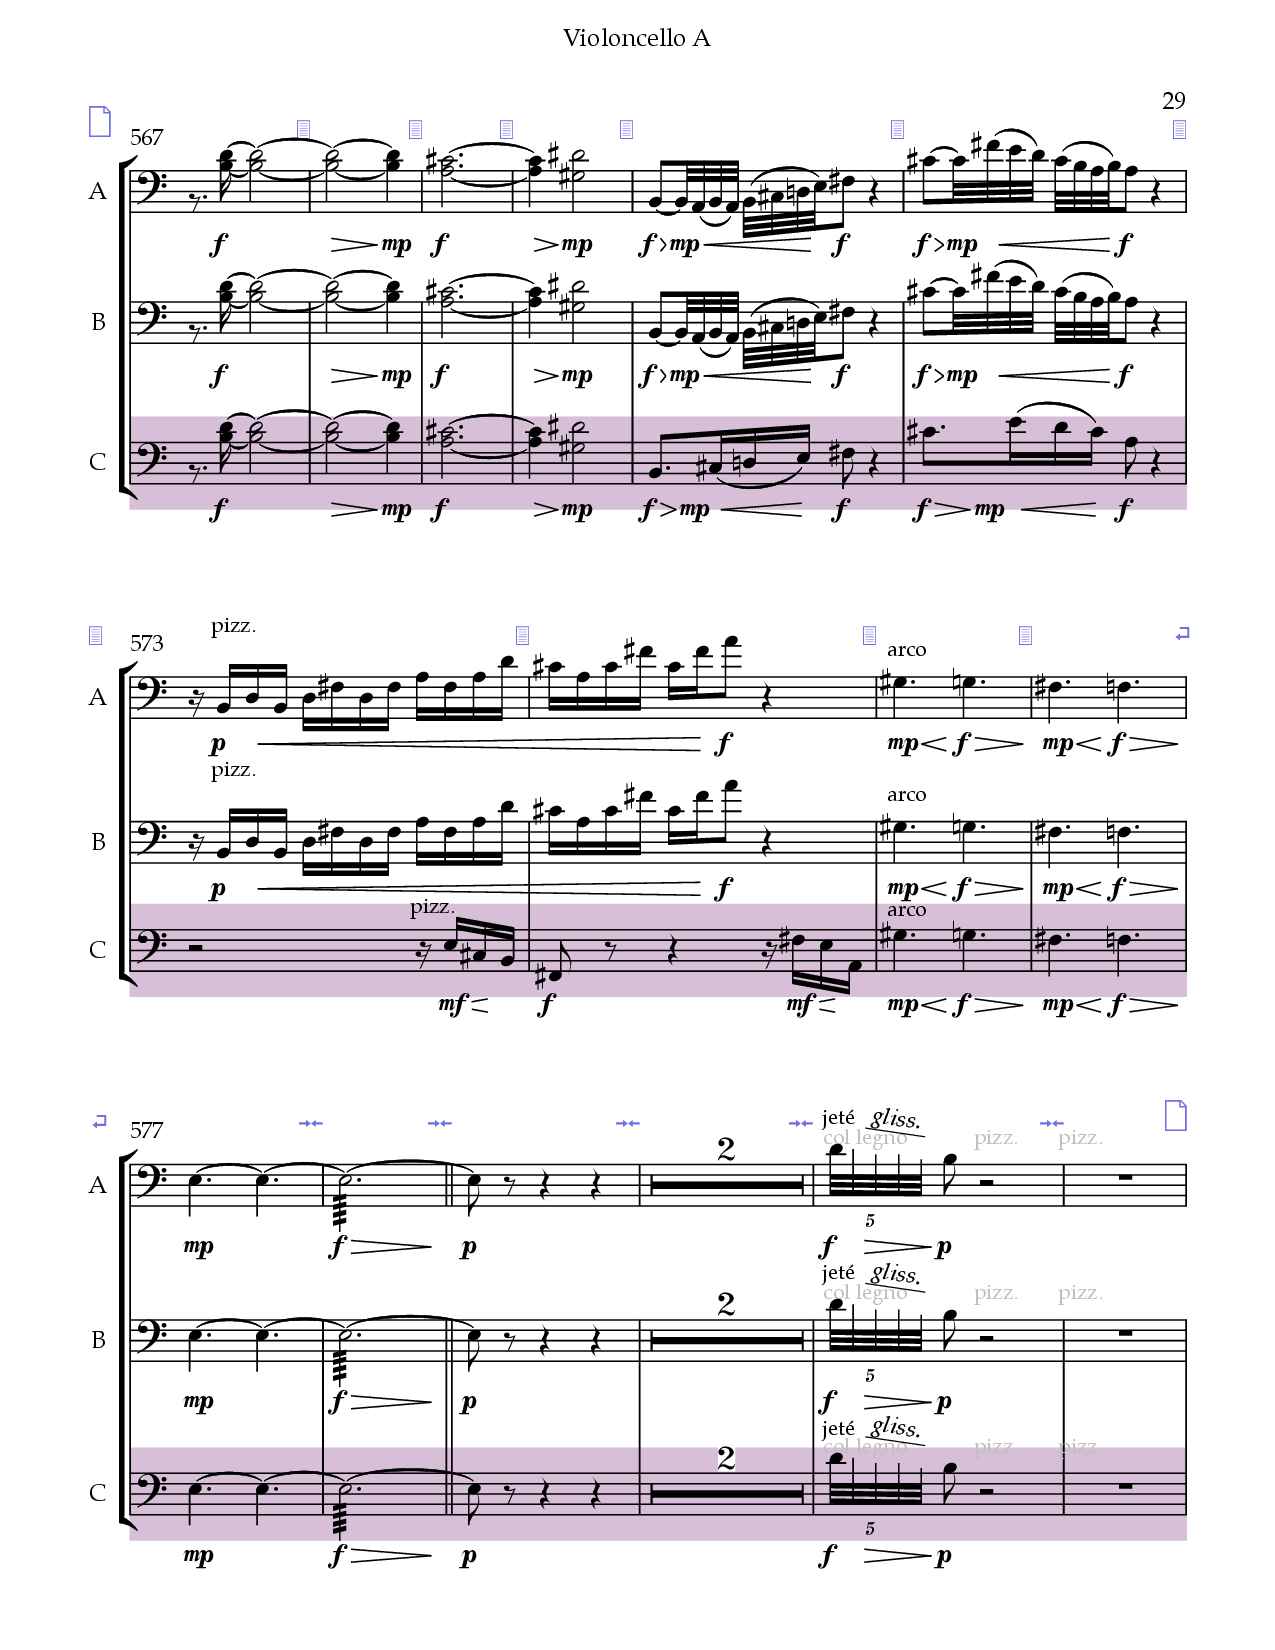 Violoncello A
29
567
A
f mp f mp f mp f f mp f
B
f mp f mp f mp f f mp f
C
f mp f mp f mp f f mp f
573
pizz. arco
A
p f mp f mp f
pizz. arco
B
p f mp f mp f
pizz. arco
C
mf f mf mp f mp f
577
jeté gliss.
2 col legno pizz. pizz.
A
5
mp f p f p
jeté gliss.
2 col legno pizz. pizz.
B
5
mp f p f p
jeté gliss.
2 col legno pizz. pizz.
C
5
mp f p f p